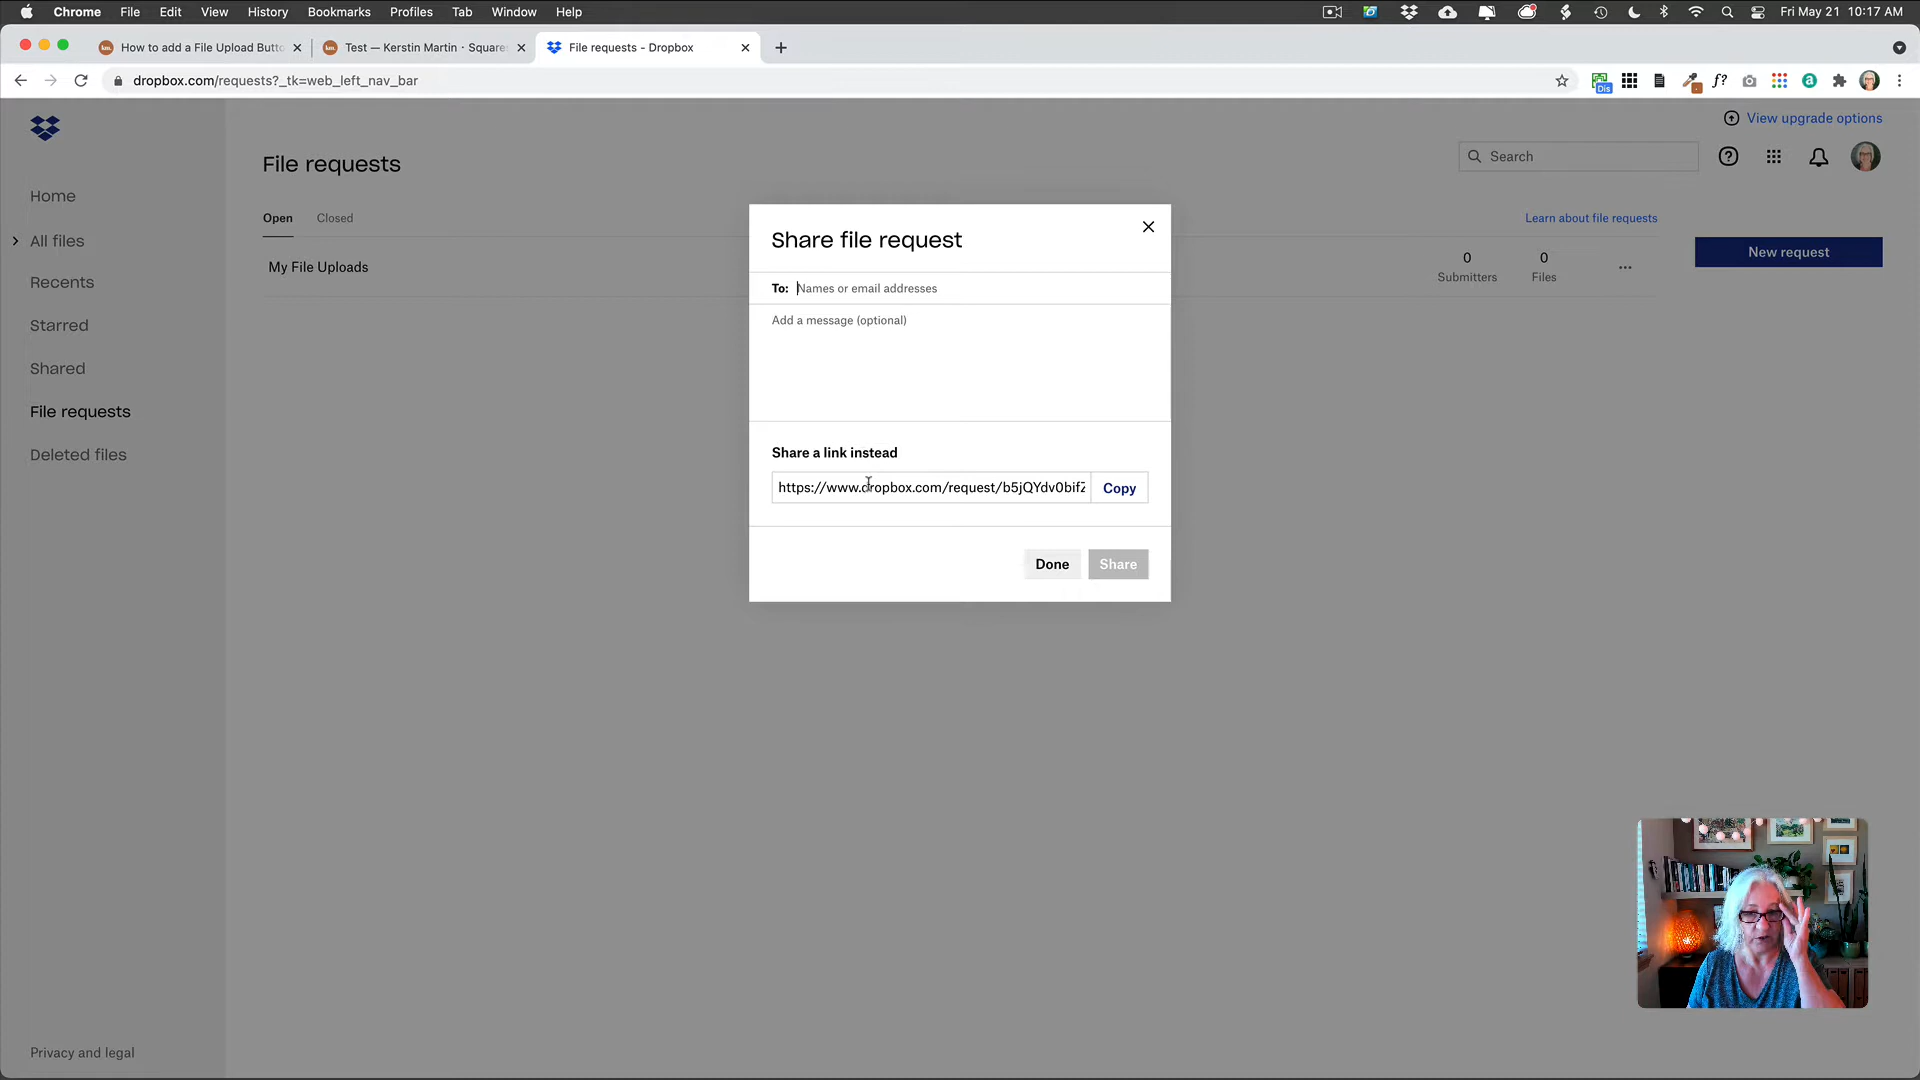 Chrome File Edit View History Bookmarks Profiles Tab Window Help
Fri May 21 10:17 AM
How to add a File Upload Butto
Test — Kerstin Martin · Square
File requests - Dropbox
dropbox.com/requests?_tk=web_left_nav_bar
Dis
f?
a
View upgrade options
File requests
Search
Home
Open Closed
Learn about file requests
All files
My File Uploads
0 Submitters
0 Files
New request
Recents
Starred
Shared
File requests
Deleted files
Share file request
To: Names or email addresses
Add a message (optional)
Share a link instead
https://www.dropbox.com/request/b5jQYdv0bifZ
Copy
Done
Share
Privacy and legal